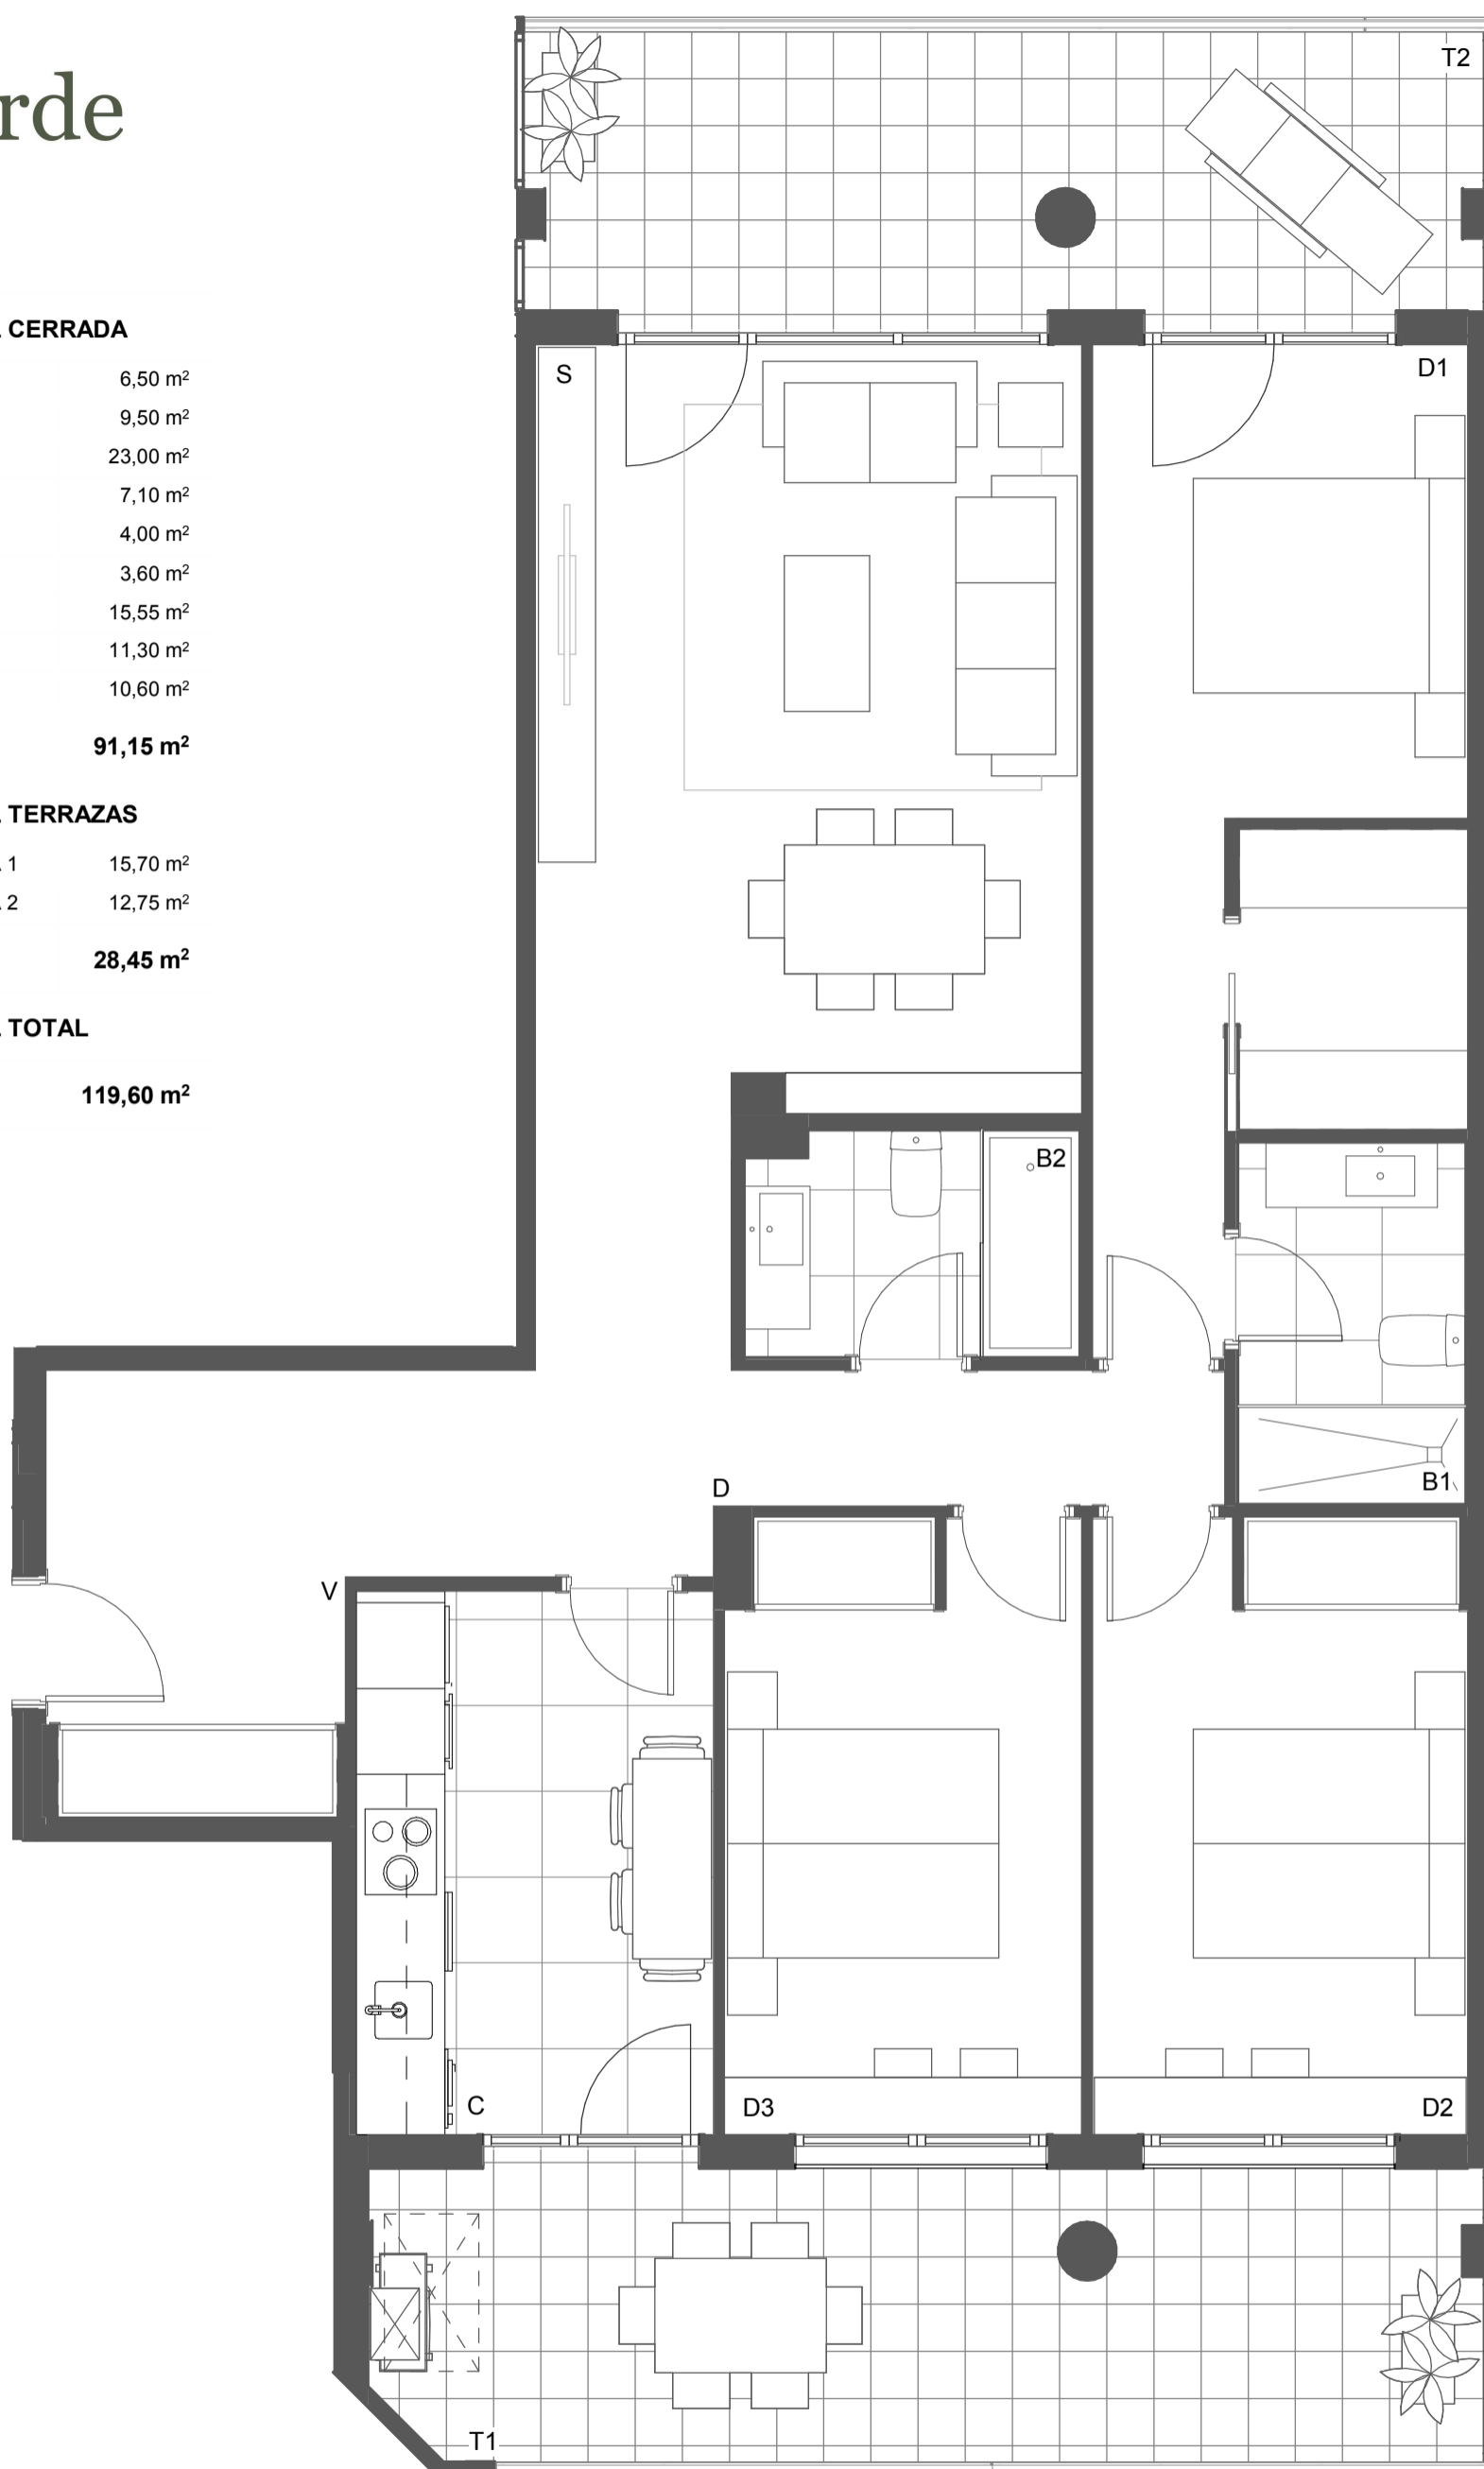 rde
CERRADA
6,50 m²
9,50 m²
23,00 m²
7,10 m²
4,00 m²
3,60 m²
15,55 m²
11,30 m²
10,60 m²
91,15 m²
TERRAZAS
1 15,70 m²
2 12,75 m²
28,45 m²
TOTAL
119,60 m²
T2
S
D1
B2
B1
D
V
C
D3
D2
T1